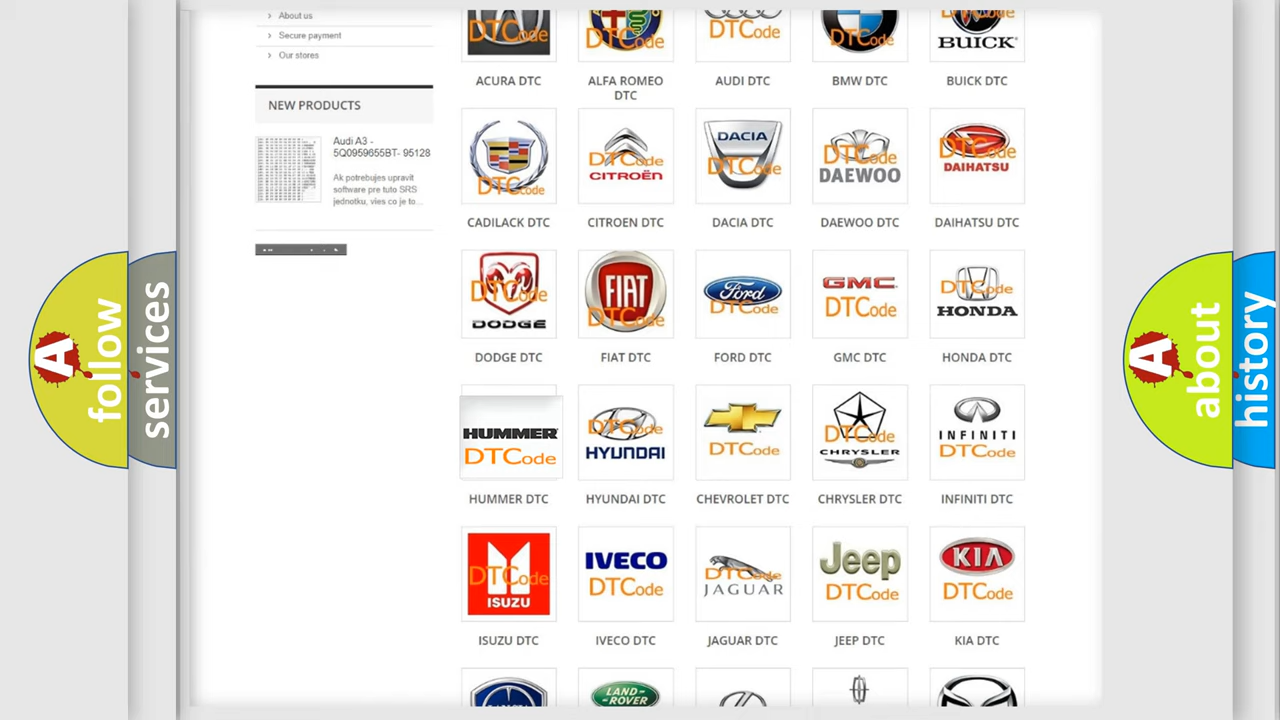 About us
Secure payment
Our stores
NEW PRODUCTS
Audi A3 -
5Q0959655BT- 95128
Ak potrebujes upravit
software pre tuto SRS
jednotku, vies co je to...
DTCode
DTCode
DTCode
DTCode
BUICK
ACURA DTC
ALFA ROMEO
DTC
AUDI DTC
BMW DTC
BUICK DTC
DTCode
DTCode
CITROËN
DACIA
DTCode
DTCode
DAEWOO
DTCode
DAIHATSU
CADILACK DTC
CITROEN DTC
DACIA DTC
DAEWOO DTC
DAIHATSU DTC
DTCode
DODGE
FIAT
DTCode
Ford
DTCode
GMC
DTCode
DTCode
HONDA
DODGE DTC
FIAT DTC
FORD DTC
GMC DTC
HONDA DTC
HUMMER
DTCode
DTCode
HYUNDAI
DTCode
DTCode
CHRYSLER
INFINITI
DTCode
HUMMER DTC
HYUNDAI DTC
CHEVROLET DTC
CHRYSLER DTC
INFINITI DTC
DTCode
ISUZU
IVECO
DTCode
DTCode
JAGUAR
Jeep
DTCode
KIA
DTCode
ISUZU DTC
IVECO DTC
JAGUAR DTC
JEEP DTC
KIA DTC
LAND-
ROVER
A follow
services
A about
history